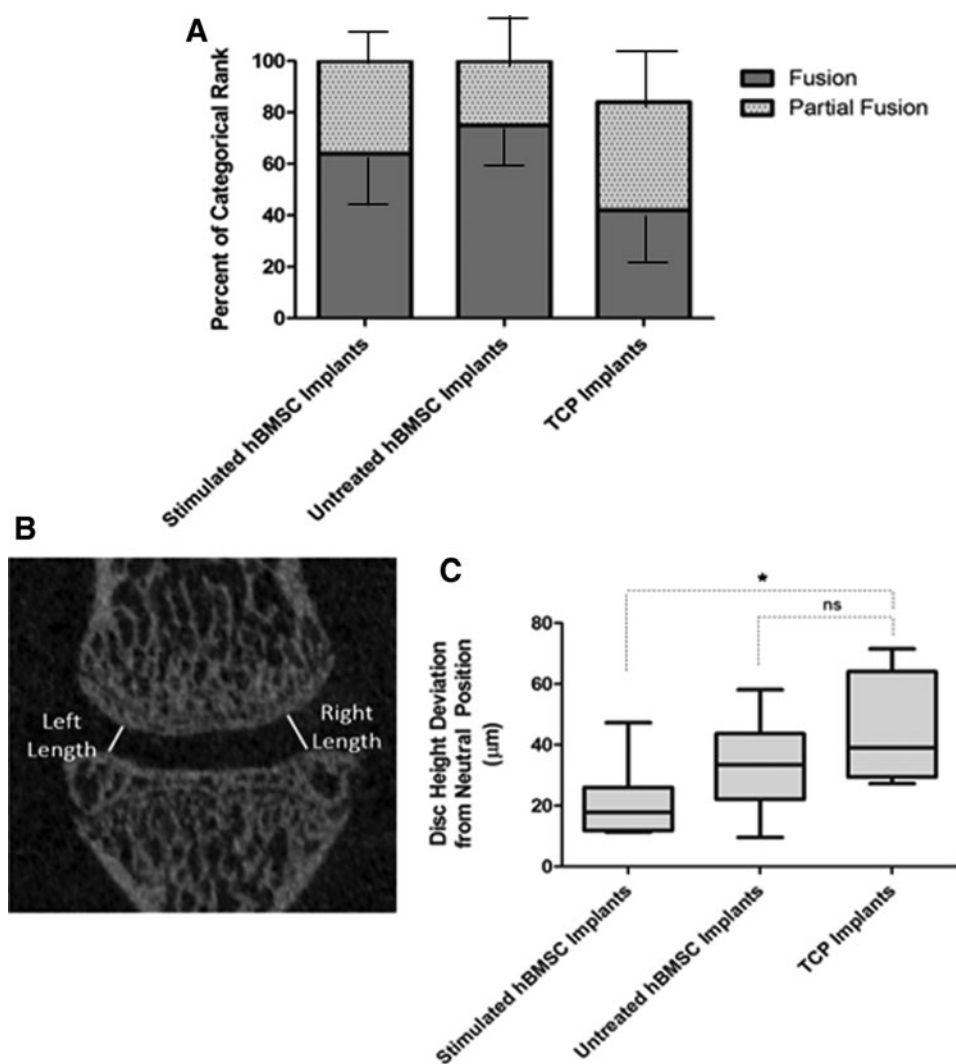 A
Percent of Categorical Rank
100
80
60
40
20
0
Fusion
Partial Fusion
Stimulated hBMSC Implants
Untreated hBMSC Implants
TCP Implants
B
Left
Length
Right
Length
C
Disc Height Deviation
from Neutral Position
(μm)
80
60
40
20
0
*
ns
Stimulated hBMSC Implants
Untreated hBMSC Implants
TCP Implants